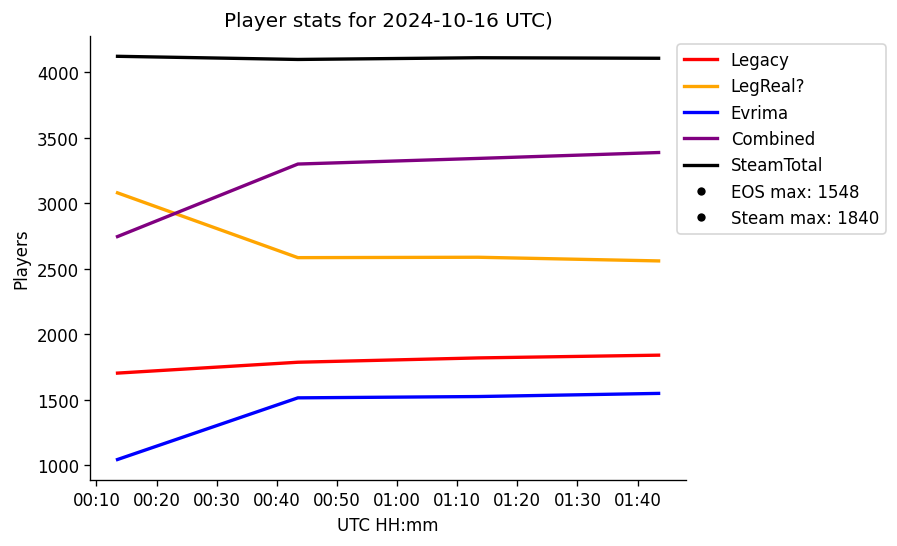 Player stats for 2024-10-16 UTC)
4000
3500
3000
2500
2000
1500
1000
Players
00:10 00:20 00:30 00:40 00:50 01:00 01:10 01:20 01:30 01:40
UTC HH:mm
Legacy
LegReal?
Evrima
Combined
SteamTotal
EOS max: 1548
Steam max: 1840